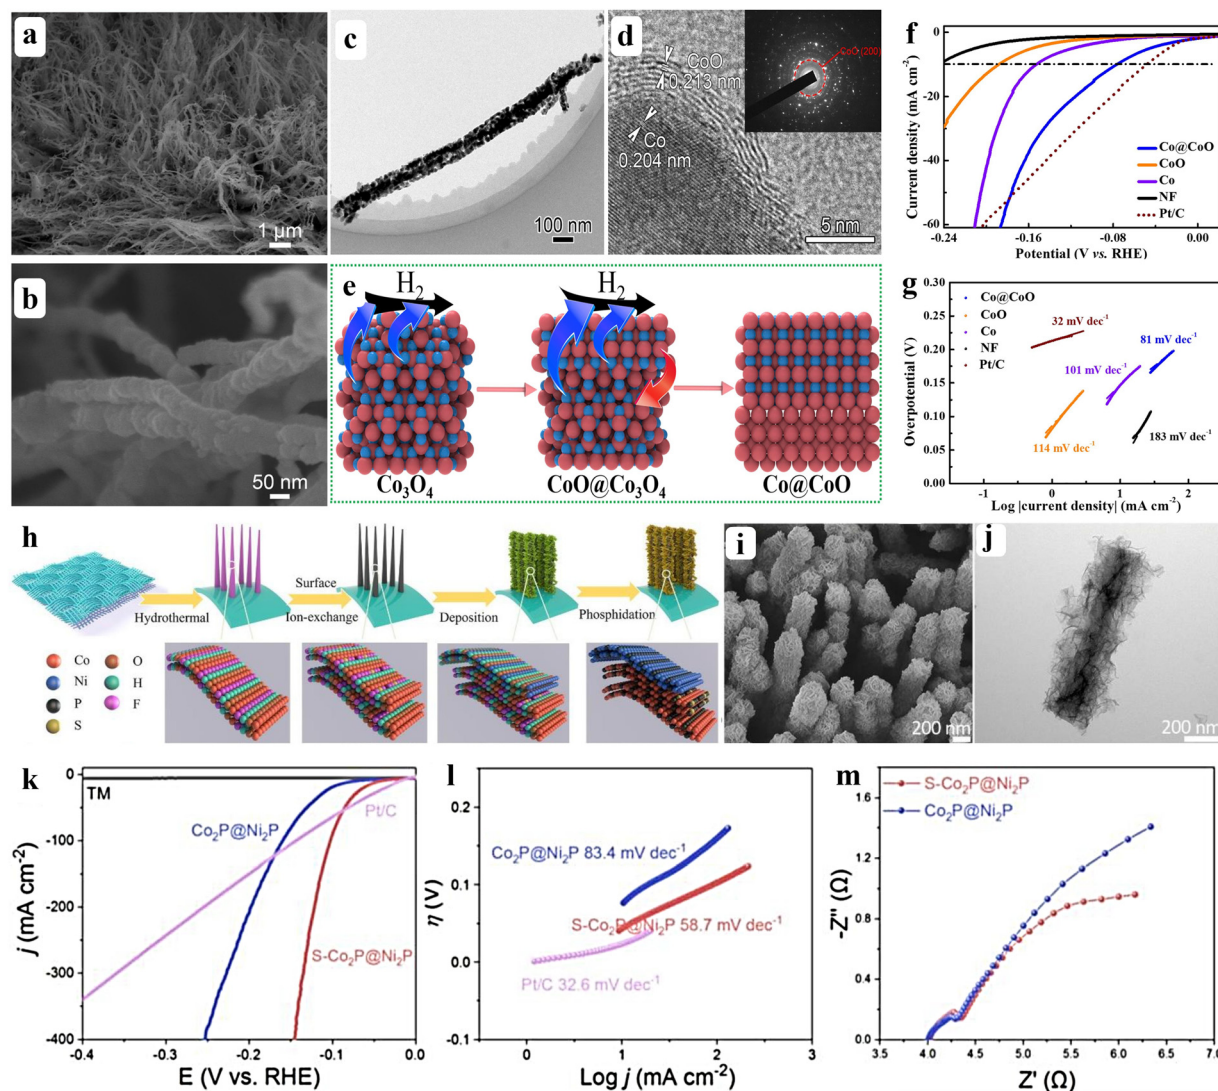 a
1 μm
b
50 nm
c
100 nm
d
CoO
0.213 nm
Co
0.204 nm
CoO (200)
5 nm
e
H₂
H₂
Co₃O₄
CoO@Co₃O₄
Co@CoO
f
Current density (mA cm⁻²)
0
-20
-40
-60
-0.24
-0.16
-0.08
0.00
Potential (V vs. RHE)
Co@CoO
CoO
Co
NF
Pt/C
g
Overpotential (V)
0.30
0.25
0.20
0.15
0.10
0.05
0.00
-1
0
1
2
Log |current density| (mA cm⁻²)
Co@CoO
CoO
Co
NF
Pt/C
32 mV dec⁻¹
81 mV dec⁻¹
101 mV dec⁻¹
114 mV dec⁻¹
183 mV dec⁻¹
h
Hydrothermal
Surface
Ion-exchange
Deposition
Phosphidation
Co
O
Ni
H
P
F
S
i
200 nm
j
200 nm
k
j (mA cm⁻²)
0
-100
-200
-300
-400
-0.4
-0.3
-0.2
-0.1
0.0
E (V vs. RHE)
TM
Pt/C
Co₂P@Ni₂P
S-Co₂P@Ni₂P
l
η (V)
0.2
0.1
0.0
-0.1
0
1
2
3
Log j (mA cm⁻²)
Co₂P@Ni₂P 83.4 mV dec⁻¹
S-Co₂P@Ni₂P 58.7 mV dec⁻¹
Pt/C 32.6 mV dec⁻¹
m
-Z'' (Ω)
1.8
1.5
1.2
0.9
0.6
0.3
0.0
3.5
4.0
4.5
5.0
5.5
6.0
6.5
7.0
Z' (Ω)
S-Co₂P@Ni₂P
Co₂P@Ni₂P